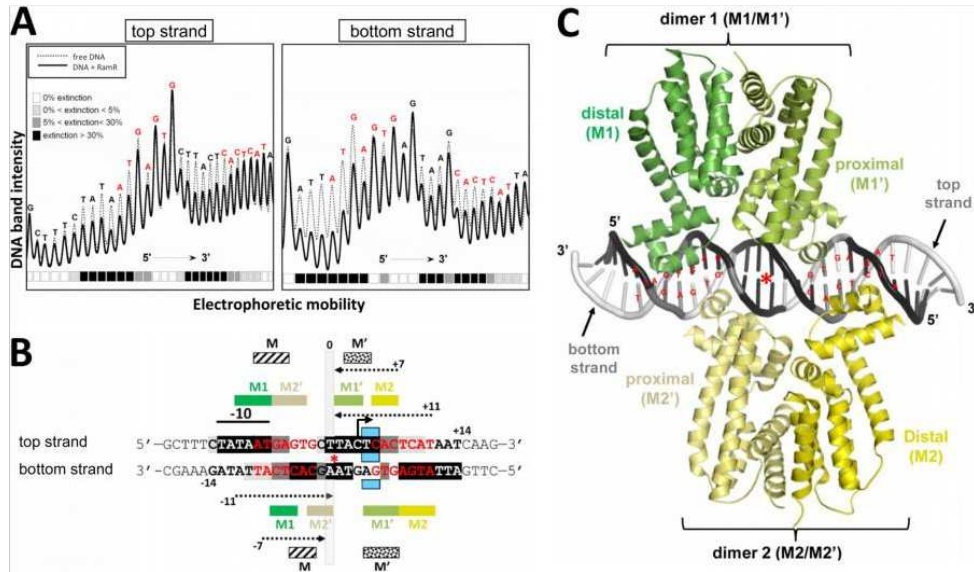 A
top strand
bottom strand
free DNA
DNA + RamR
0% extinction
0% < extinction < 5%
5% < extinction < 30%
extinction > 30%
DNA band intensity
G C T T T C T A T A A T G A G T G C T T A C T C A C T C A T A
5' 3'
G A T T A T G A G T G A G T A A G C A C T C A T T A
5' 3'
Electrophoretic mobility
B
M 0 M'
+7
M1 M2' M1' M2
-10 +11
+14
top strand 5'-GCTTTCTATAATGAGTGCTTACTCACTCATAATCAAG-3'
*
bottom strand 3'-CGAAAGATATTACTCACGAATGAGTGAGTATTAGTTC-5'
-14
-11
M1 M2' M1' M2
-7
M M'
C
dimer 1 (M1/M1')
distal
(M1)
proximal
(M1')
top
strand
5'
3'
*
3'
5'
bottom
strand
proximal
(M2')
Distal
(M2)
dimer 2 (M2/M2')